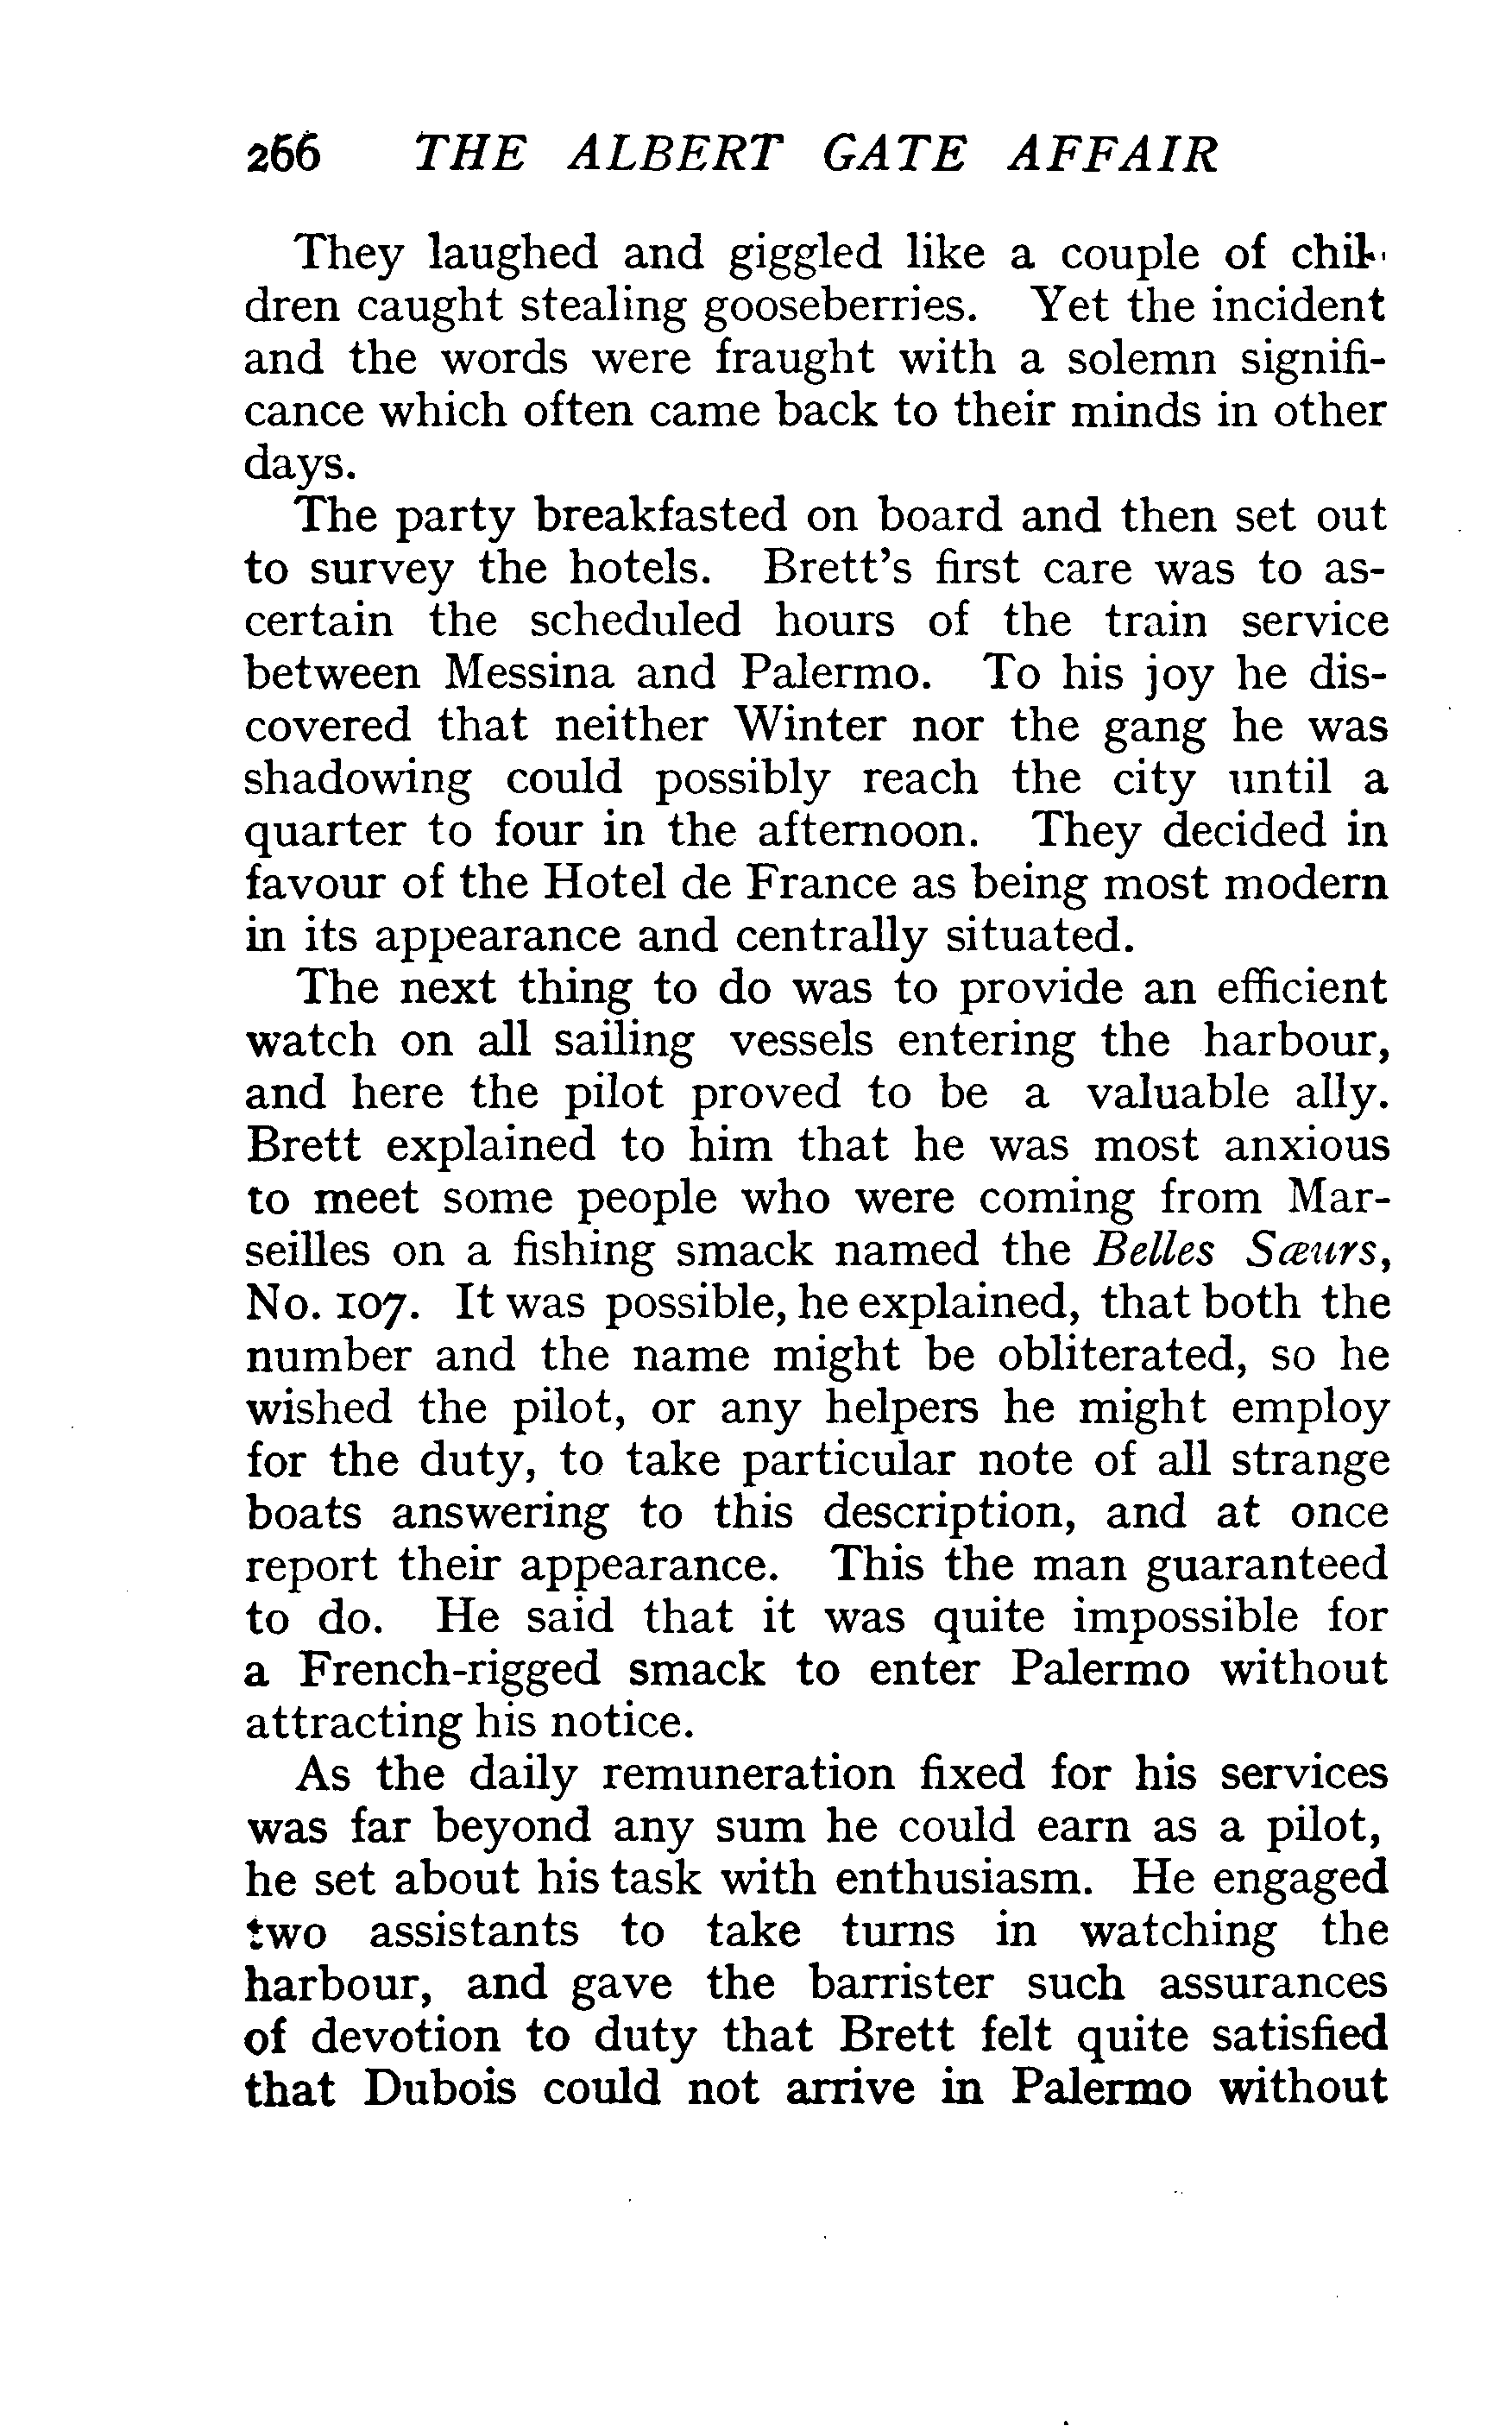 266 THE ALBERT GATE AFFAIR
They laughed and giggled like a couple of chil-
dren caught stealing gooseberries. Yet the incident
and the words were fraught with a solemn signifi-
cance which often came back to their minds in other
days.
The party breakfasted on board and then set out
to survey the hotels. Brett's first care was to as-
certain the scheduled hours of the train service
between Messina and Palermo. To his joy he dis-
covered that neither Winter nor the gang he was
shadowing could possibly reach the city until a
quarter to four in the afternoon. They decided in
favour of the Hotel de France as being most modern
in its appearance and centrally situated.
The next thing to do was to provide an efficient
watch on all sailing vessels entering the harbour,
and here the pilot proved to be a valuable ally.
Brett explained to him that he was most anxious
to meet some people who were coming from Mar-
seilles on a fishing smack named the Belles Sœurs,
No. 107. It was possible, he explained, that both the
number and the name might be obliterated, so he
wished the pilot, or any helpers he might employ
for the duty, to take particular note of all strange
boats answering to this description, and at once
report their appearance. This the man guaranteed
to do. He said that it was quite impossible for
a French-rigged smack to enter Palermo without
attracting his notice.
As the daily remuneration fixed for his services
was far beyond any sum he could earn as a pilot,
he set about his task with enthusiasm. He engaged
two assistants to take turns in watching the
harbour, and gave the barrister such assurances
of devotion to duty that Brett felt quite satisfied
that Dubois could not arrive in Palermo without